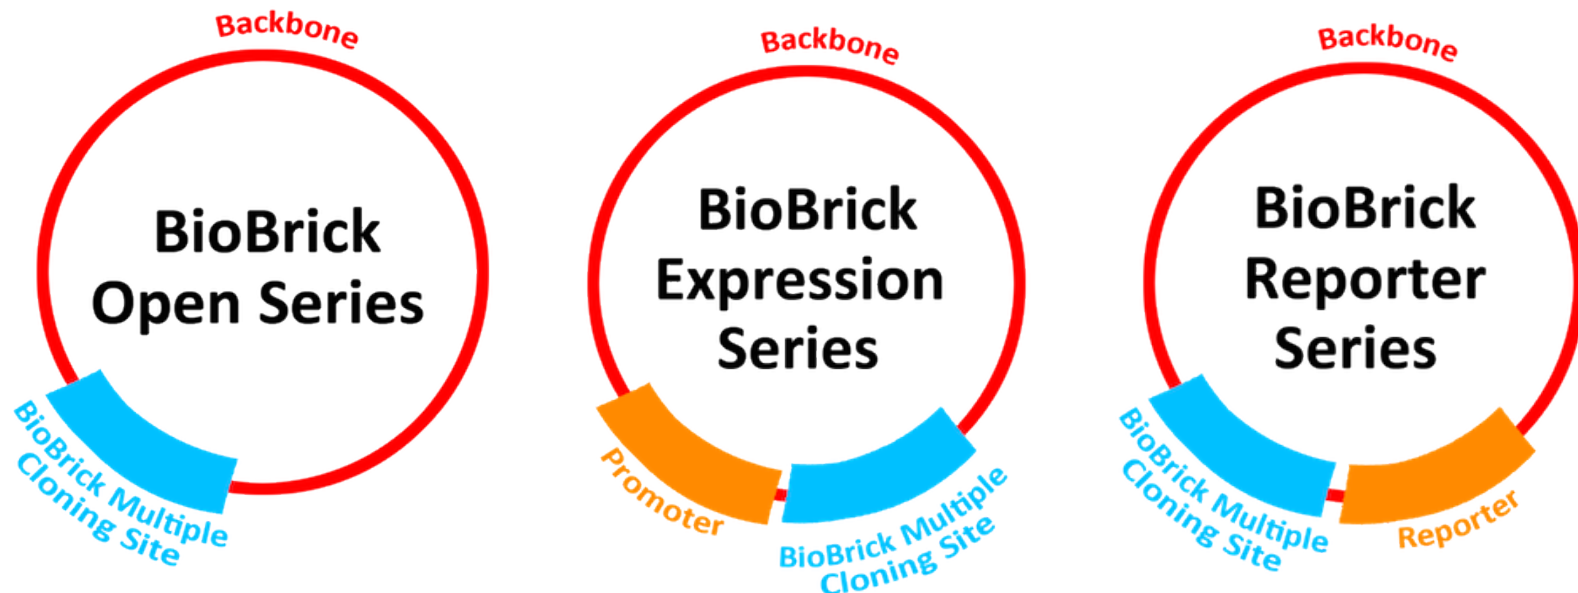 Backbone
BioBrick
Open Series
BioBrick Multiple
Cloning Site
Backbone
BioBrick
Expression
Series
Promoter
BioBrick Multiple
Cloning Site
Backbone
BioBrick
Reporter
Series
BioBrick Multiple
Cloning Site
Reporter